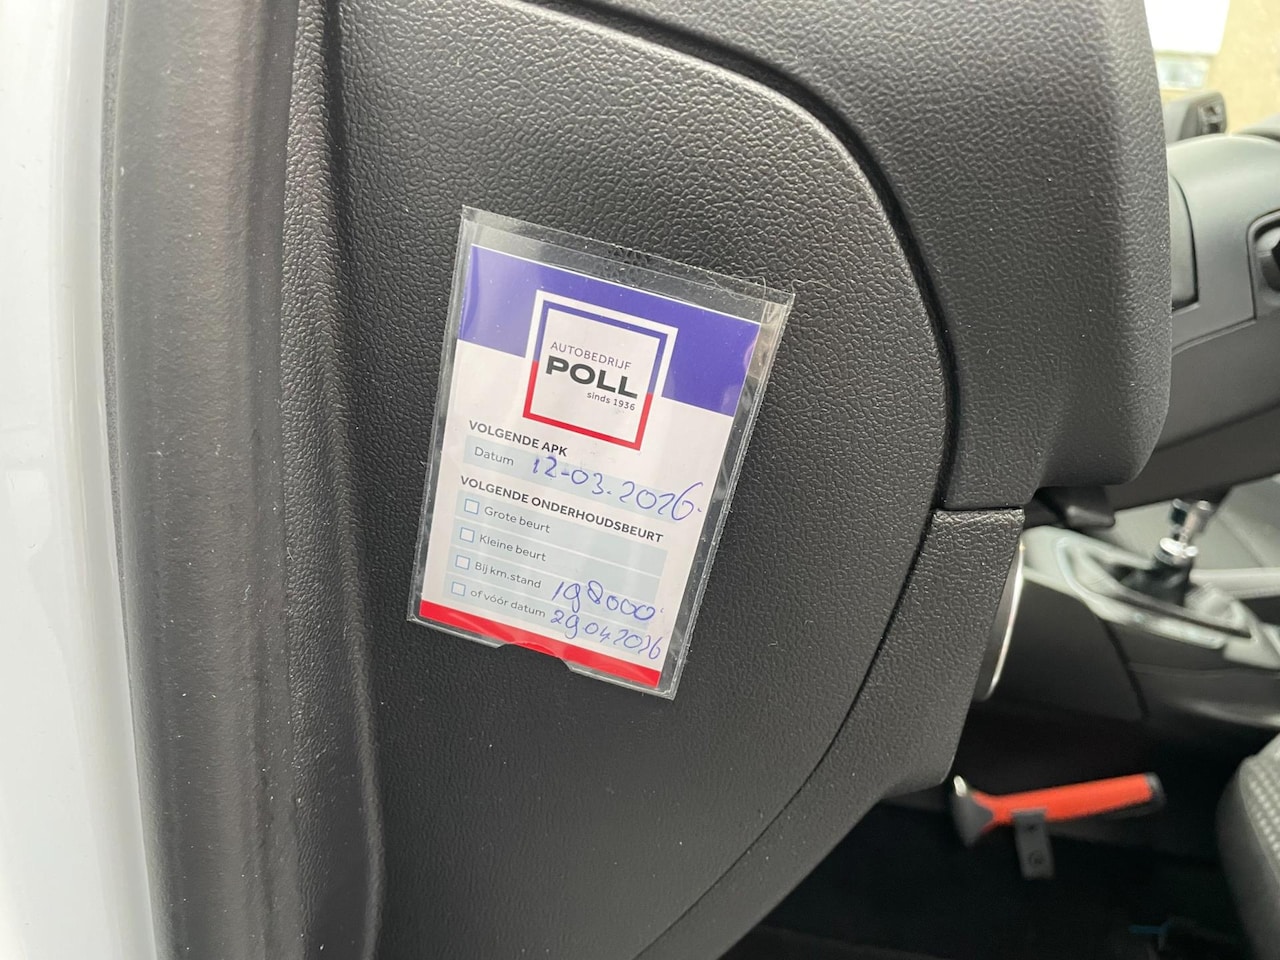 AUTOBEDRIJF
POLL
sinds 1936
VOLGENDE APK
Datum 12-03.2026.
VOLGENDE ONDERHOUDSBEURT
Grote beurt
Kleine beurt
Bij km.stand 198000
of vóór datum 29.04.2026